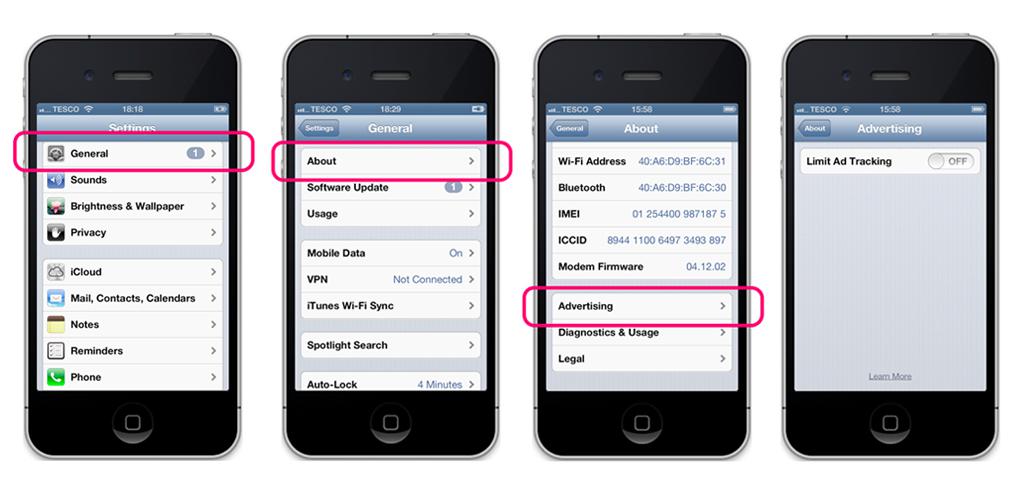 TESCO 18:18
Settings
General 1
Sounds
Brightness & Wallpaper
Privacy
iCloud
Mail, Contacts, Calendars
Notes
Reminders
Phone
TESCO 18:29
Settings General
About
Software Update 1
Usage
Mobile Data On
VPN Not Connected
iTunes Wi-Fi Sync
Spotlight Search
Auto-Lock 4 Minutes
TESCO 15:58
General About
Wi-Fi Address 40:A6:D9:BF:6C:31
Bluetooth 40:A6:D9:BF:6C:30
IMEI 01 254400 987187 5
ICCID 8944 1100 6497 3493 897
Modem Firmware 04.12.02
Advertising
Diagnostics & Usage
Legal
TESCO 15:58
About Advertising
Limit Ad Tracking OFF
Learn More